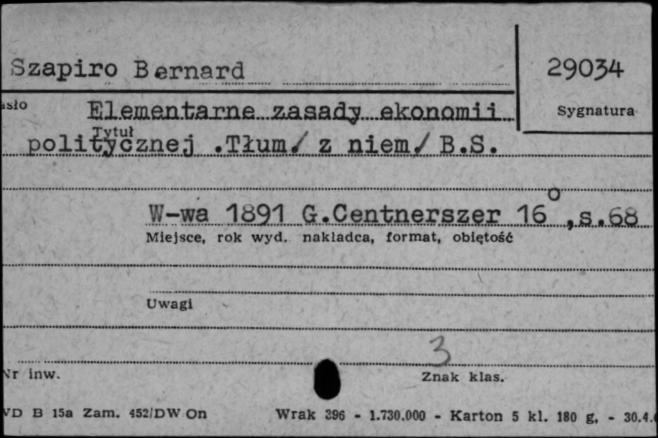 Szapiro Bernard
29034
Sygnatura
Elementarne zasady ekonomii
Tytuł
politycznej .Tłum/ z niem/ B.S.
W-wa 1891 G.Centnerszer 16°,s.68
Miejsce, rok wyd. nakładca, format, objętość
Uwagi
3
Nr inw.
Znak klas.
VD B 15a Zam. 452/DW On
Wrak 396 - 1.730.000 - Karton 5 kl. 180 g. - 30.4.